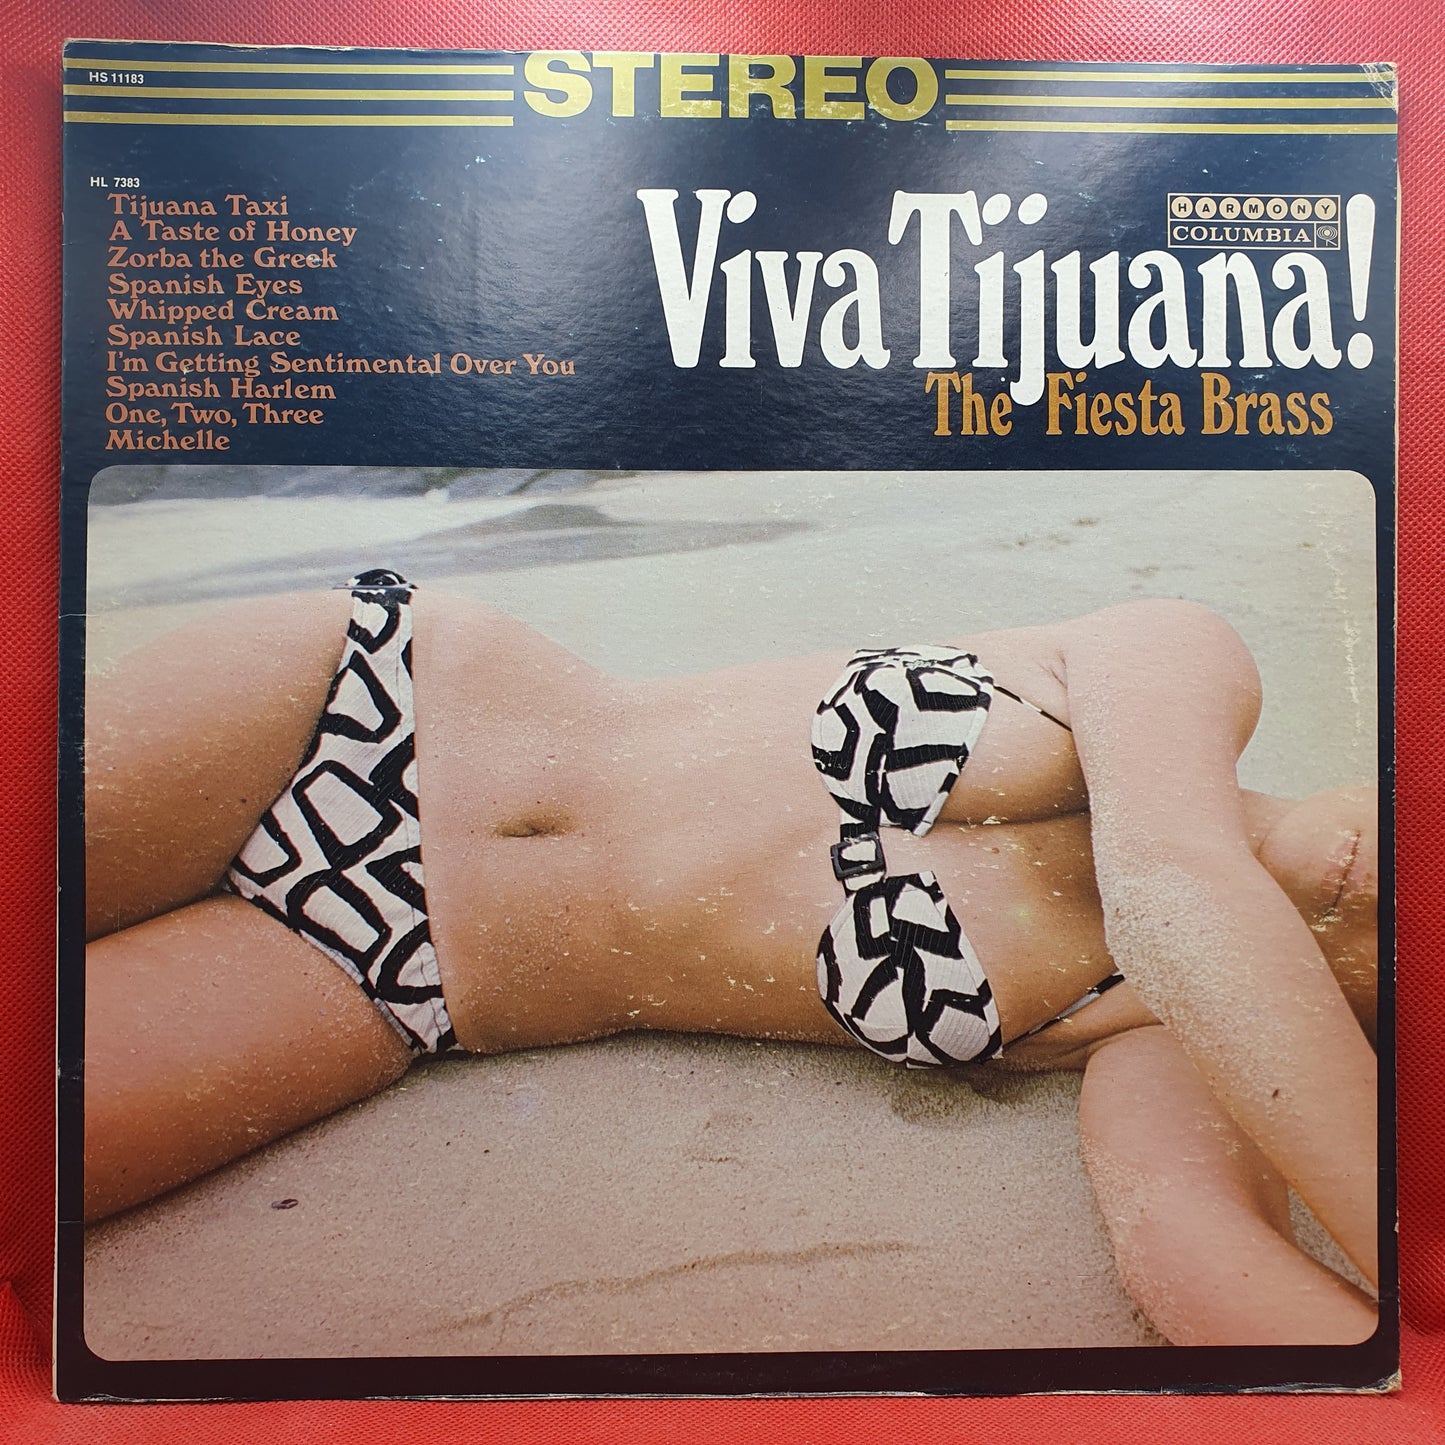 HS 11183
STEREO
HL 7383
Tijuana Taxi
A Taste of Honey
Zorba the Greek
Spanish Eyes
Whipped Cream
Spanish Lace
I'm Getting Sentimental Over You
Spanish Harlem
One, Two, Three
Michelle
HARMONY
COLUMBIA
Viva Tijuana!
The Fiesta Brass